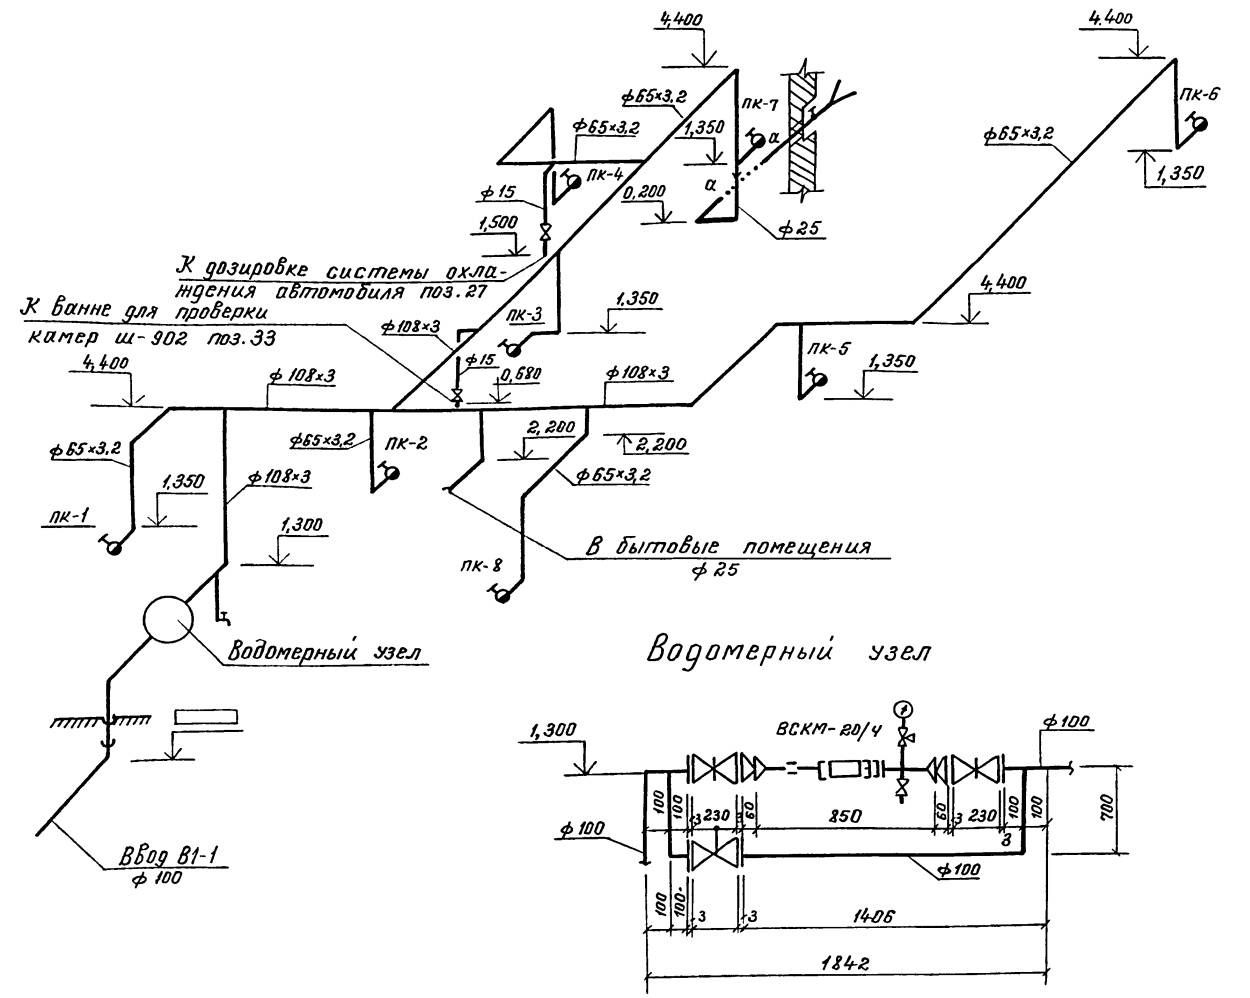 4,400
4.400
ф65×3,2
ПК-7
ПК-6
ф65×3,2
1,350
а
ф65×3,2
ПК-4
1,350
ф15
а
0,200
1,500
ф25
К дозировке системы охла-
ждения автомобиля поз.27
4,400
К ванне для проверки
камер Ш-902 поз.33
ф108×3
ПК-3
1,350
ПК-5
1,350
4,400
ф108×3
ф15
0,680
ф108×3
ф65×3,2
ф65×3,2
ПК-2
2,200
2,200
1,350
ф108×3
ф65×3,2
ПК-1
1,300
В бытовые помещения
ф25
ПК-8
Водомерный узел
Водомерный узел
1,300
ВСКМ-20/4
ф100
100
100
3
230
3
60
850
60
3
230
3
100
100
700
ф100
ф100
Ввод В1-1
ф100
100
100
3
3
1406
1842